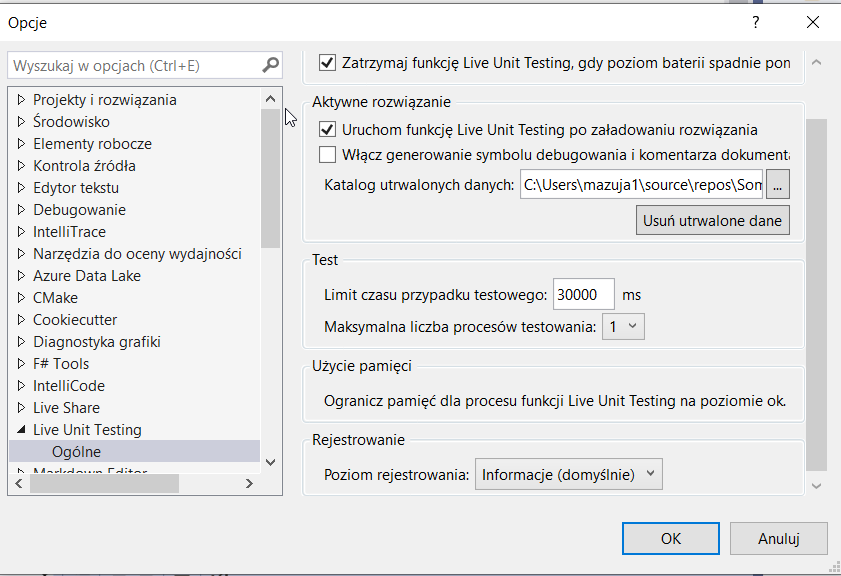 Opcje
?
Wyszukaj w opcjach (Ctrl+E)
Projekty i rozwiązania
Środowisko
Elementy robocze
Kontrola źródła
Edytor tekstu
Debugowanie
IntelliTrace
Narzędzia do oceny wydajności
Azure Data Lake
CMake
Cookiecutter
Diagnostyka grafiki
F# Tools
IntelliCode
Live Share
Live Unit Testing
Ogólne
Markdown Editor
Zatrzymaj funkcję Live Unit Testing, gdy poziom baterii spadnie pon
Aktywne rozwiązanie
Uruchom funkcję Live Unit Testing po załadowaniu rozwiązania
Włącz generowanie symbolu debugowania i komentarza dokumenta
Katalog utrwalonych danych: C:\Users\mazuja1\source\repos\Som ...
Usuń utrwalone dane
Test
Limit czasu przypadku testowego: 30000 ms
Maksymalna liczba procesów testowania: 1
Użycie pamięci
Ogranicz pamięć dla procesu funkcji Live Unit Testing na poziomie ok.
Rejestrowanie
Poziom rejestrowania: Informacje (domyślnie)
OK Anuluj